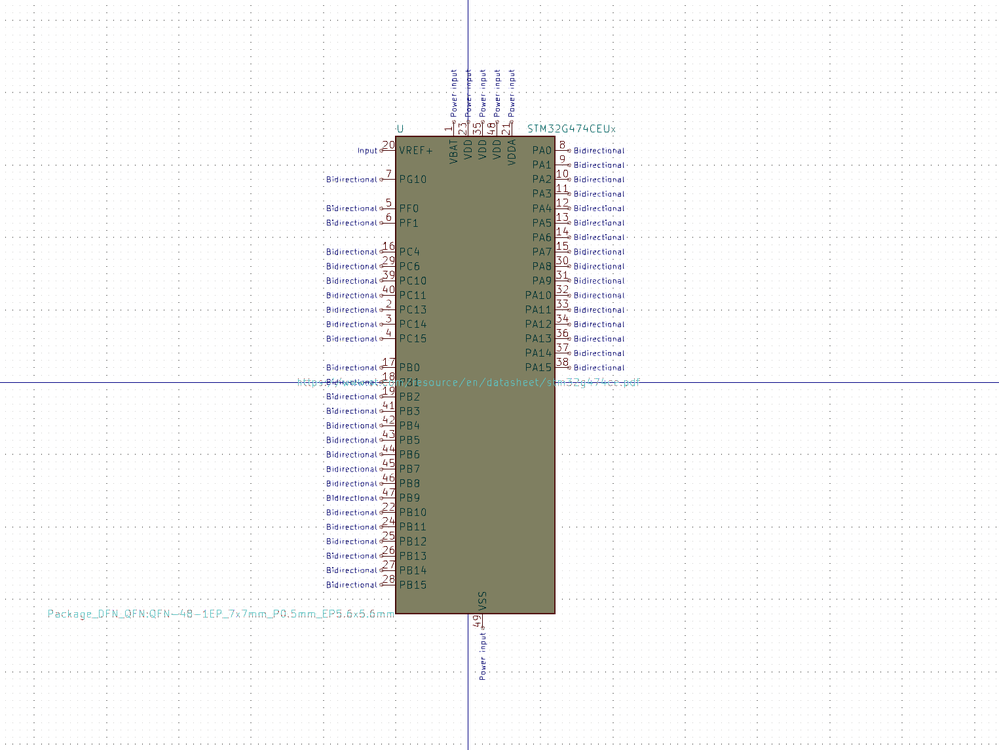 Power input Power input Power input Power input Power input
1 23 35 48 21
VBAT VDD VDD VDD VDDA
U STM32G474CEUx
Input 20 VREF+ PA0 8 Bidirectional
PA1 9
Bidirectional 7 PG10 PA2 10 Bidirectional
PA3 11
Bidirectional 5 PF0 PA4 12 Bidirectional
Bidirectional 6 PF1 PA5 13 Bidirectional
PA6 14 Bidirectional
Bidirectional 16 PC4 PA7 15 Bidirectional
Bidirectional 29 PC6 PA8 30 Bidirectional
Bidirectional 39 PC10 PA9 31 Bidirectional
Bidirectional 40 PC11 PA10 32 Bidirectional
Bidirectional 2 PC13 PA11 33 Bidirectional
Bidirectional 3 PC14 PA12 34 Bidirectional
Bidirectional 4 PC15 PA13 36 Bidirectional
PA14 37 Bidirectional
Bidirectional 17 PB0 PA15 38 Bidirectional
18
Bidirectional 19 PB2
Bidirectional 41 PB3
Bidirectional 42 PB4
Bidirectional 43 PB5
Bidirectional 44 PB6
Bidirectional 45 PB7
Bidirectional 46 PB8
Bidirectional 47 PB9
Bidirectional 22 PB10
Bidirectional 24 PB11
Bidirectional 25 PB12
Bidirectional 26 PB13
Bidirectional 27 PB14
Bidirectional 28 PB15
VSS
Package_DFN_QFN:QFN-48-1EP_7x7mm_P0.5mm_EP5.6x5.6mm
49
Power input